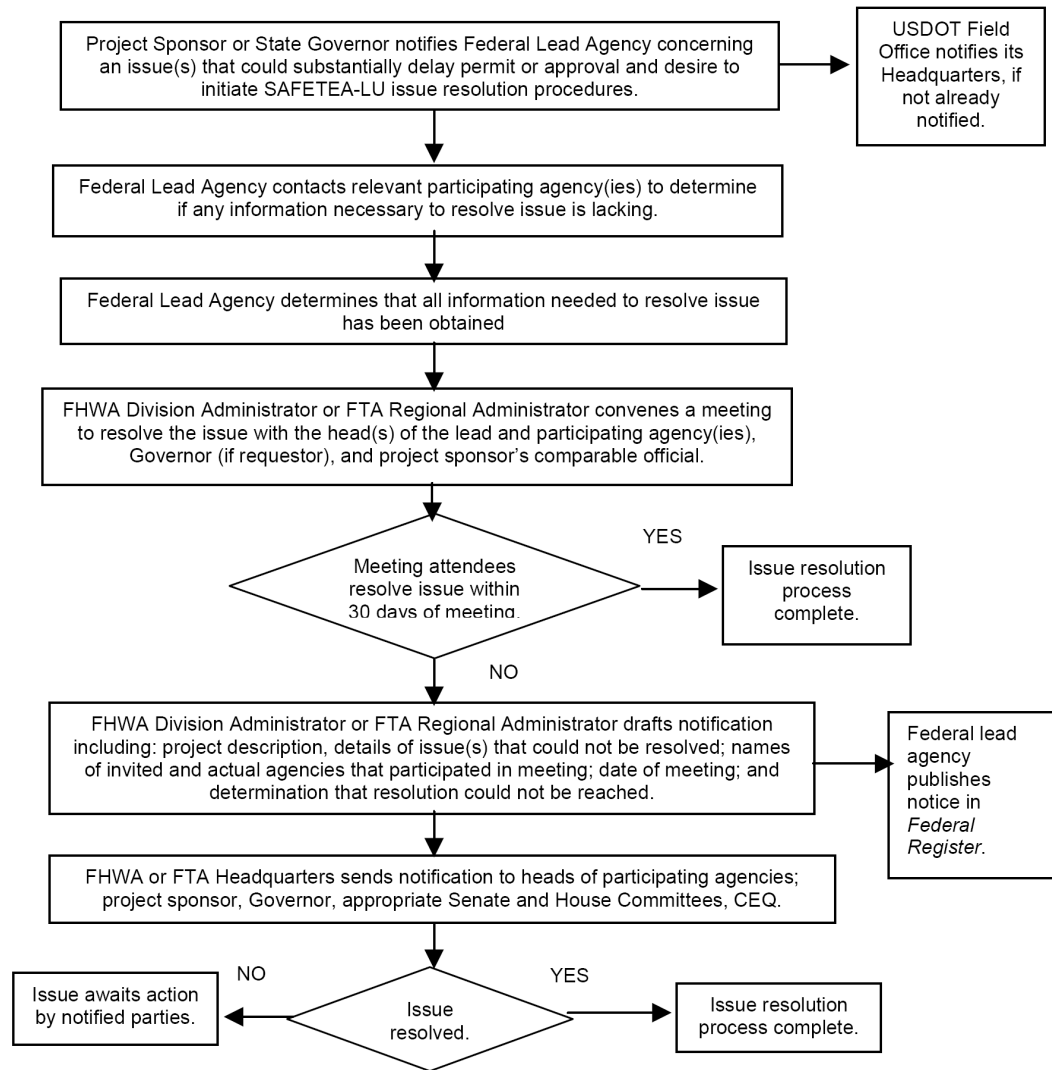 Project Sponsor or State Governor notifies Federal Lead Agency concerning
an issue(s) that could substantially delay permit or approval and desire to
initiate SAFETEA-LU issue resolution procedures.
USDOT Field
Office notifies its
Headquarters, if
not already
notified.
Federal Lead Agency contacts relevant participating agency(ies) to determine
if any information necessary to resolve issue is lacking.
Federal Lead Agency determines that all information needed to resolve issue
has been obtained
FHWA Division Administrator or FTA Regional Administrator convenes a meeting
to resolve the issue with the head(s) of the lead and participating agency(ies),
Governor (if requestor), and project sponsor's comparable official.
Meeting attendees
resolve issue within
30 days of meeting.
YES
Issue resolution
process
complete.
NO
FHWA Division Administrator or FTA Regional Administrator drafts notification
including: project description, details of issue(s) that could not be resolved; names
of invited and actual agencies that participated in meeting; date of meeting; and
determination that resolution could not be reached.
Federal lead
agency
publishes
notice in
Federal
Register.
FHWA or FTA Headquarters sends notification to heads of participating agencies;
project sponsor, Governor, appropriate Senate and House Committees, CEQ.
NO
YES
Issue awaits action
by notified parties.
Issue
resolved.
Issue resolution
process complete.